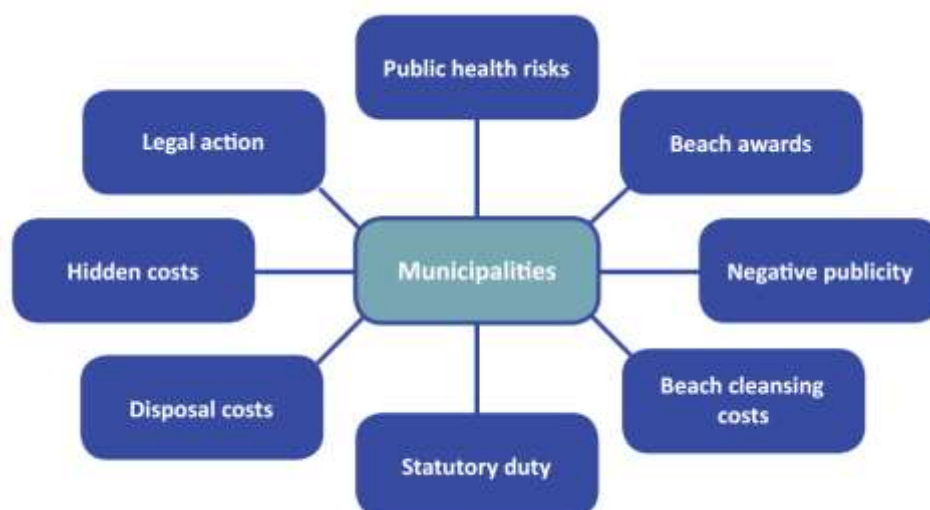 Public health risks
Legal action
Beach awards
Hidden costs
Municipalities
Negative publicity
Disposal costs
Beach cleansing
costs
Statutory duty